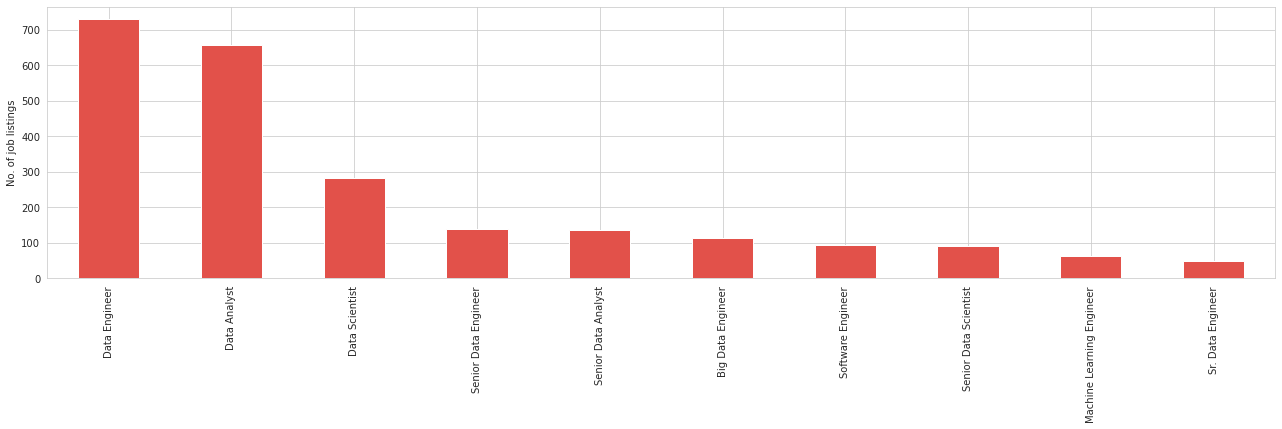 No. of job listings
700
600
500
400
300
200
100
0
Data Engineer
Data Analyst
Data Scientist
Senior Data Engineer
Senior Data Analyst
Big Data Engineer
Software Engineer
Senior Data Scientist
Machine Learning Engineer
Sr. Data Engineer